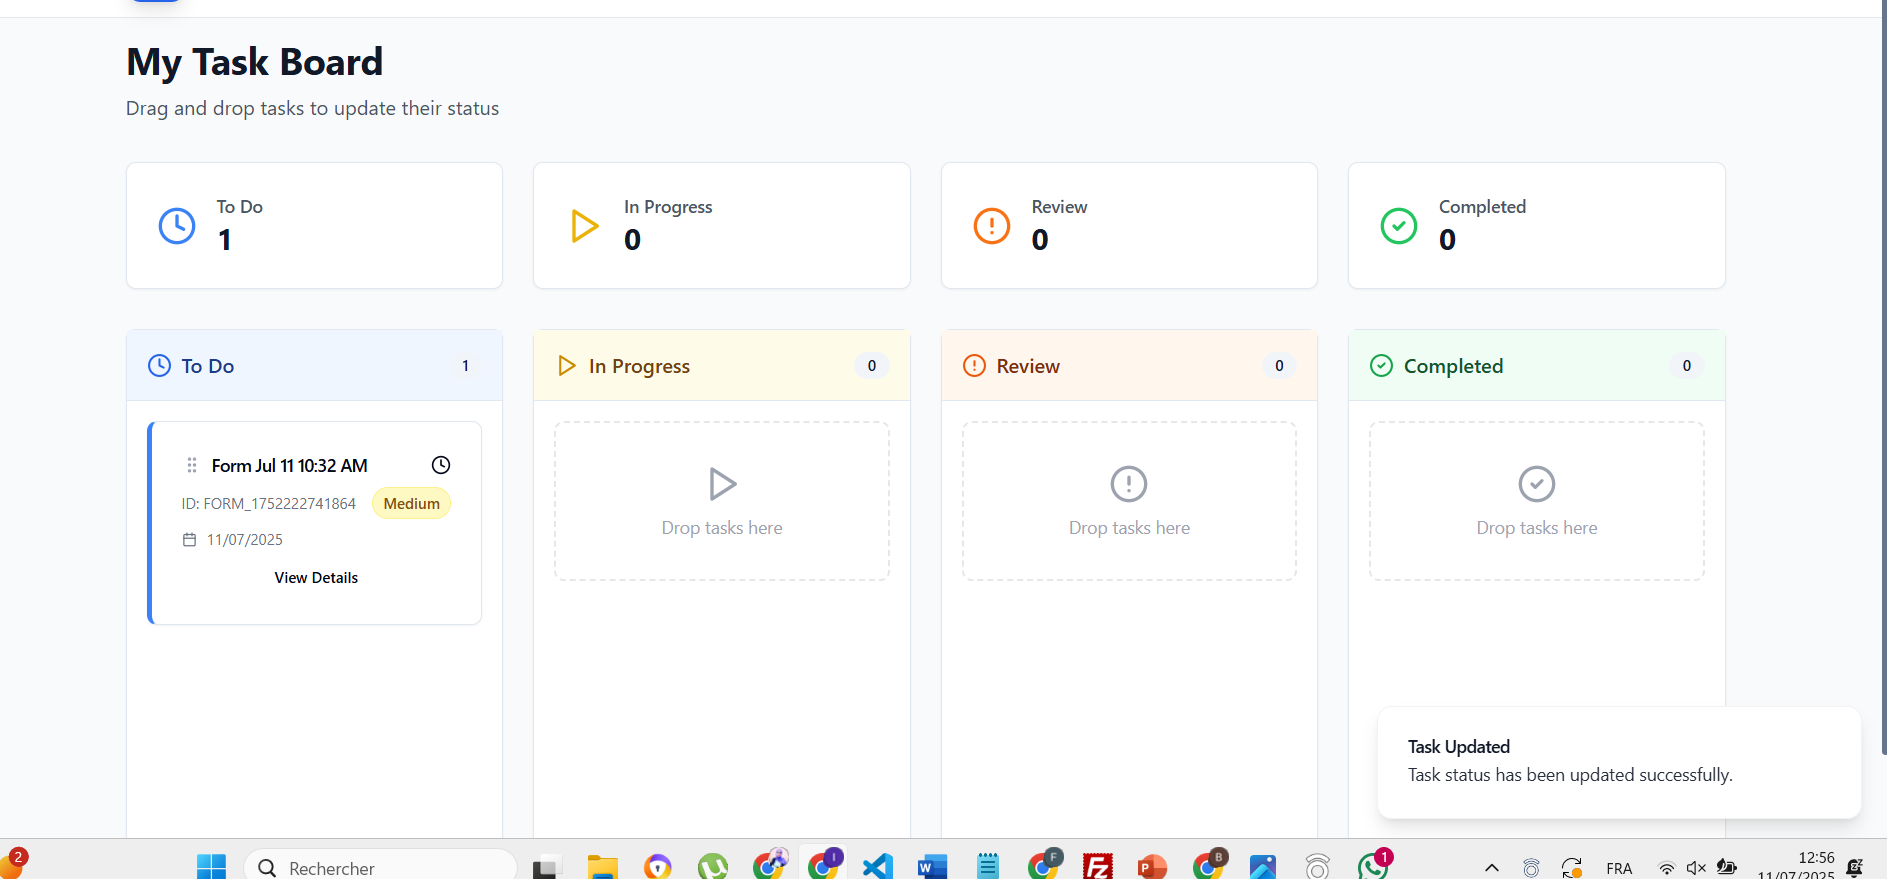 My Task Board
Drag and drop tasks to update their status
To Do
1
In Progress
0
Review
0
Completed
0
To Do 1
In Progress 0
Review 0
Completed 0
Form Jul 11 10:32 AM
ID: FORM_1752222741864 Medium
11/07/2025
View Details
Drop tasks here
Drop tasks here
Drop tasks here
Task Updated
Task status has been updated successfully.
2
Rechercher
I
W
F
FZ
P
B
1
FRA
12:56
11/07/2025